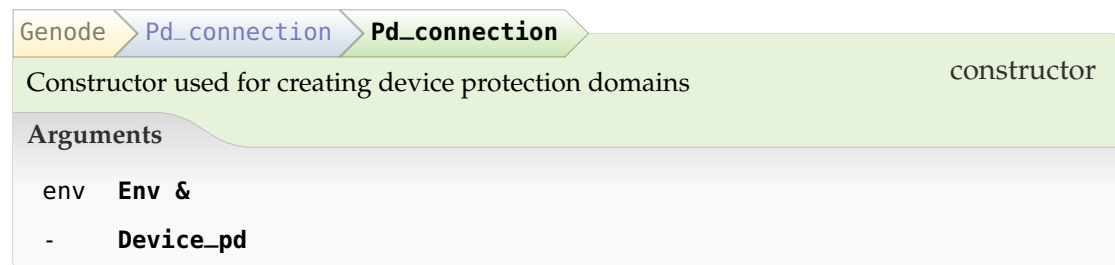 Genode Pd_connection Pd_connection
Constructor used for creating device protection domains constructor
Arguments
env Env &
- Device_pd